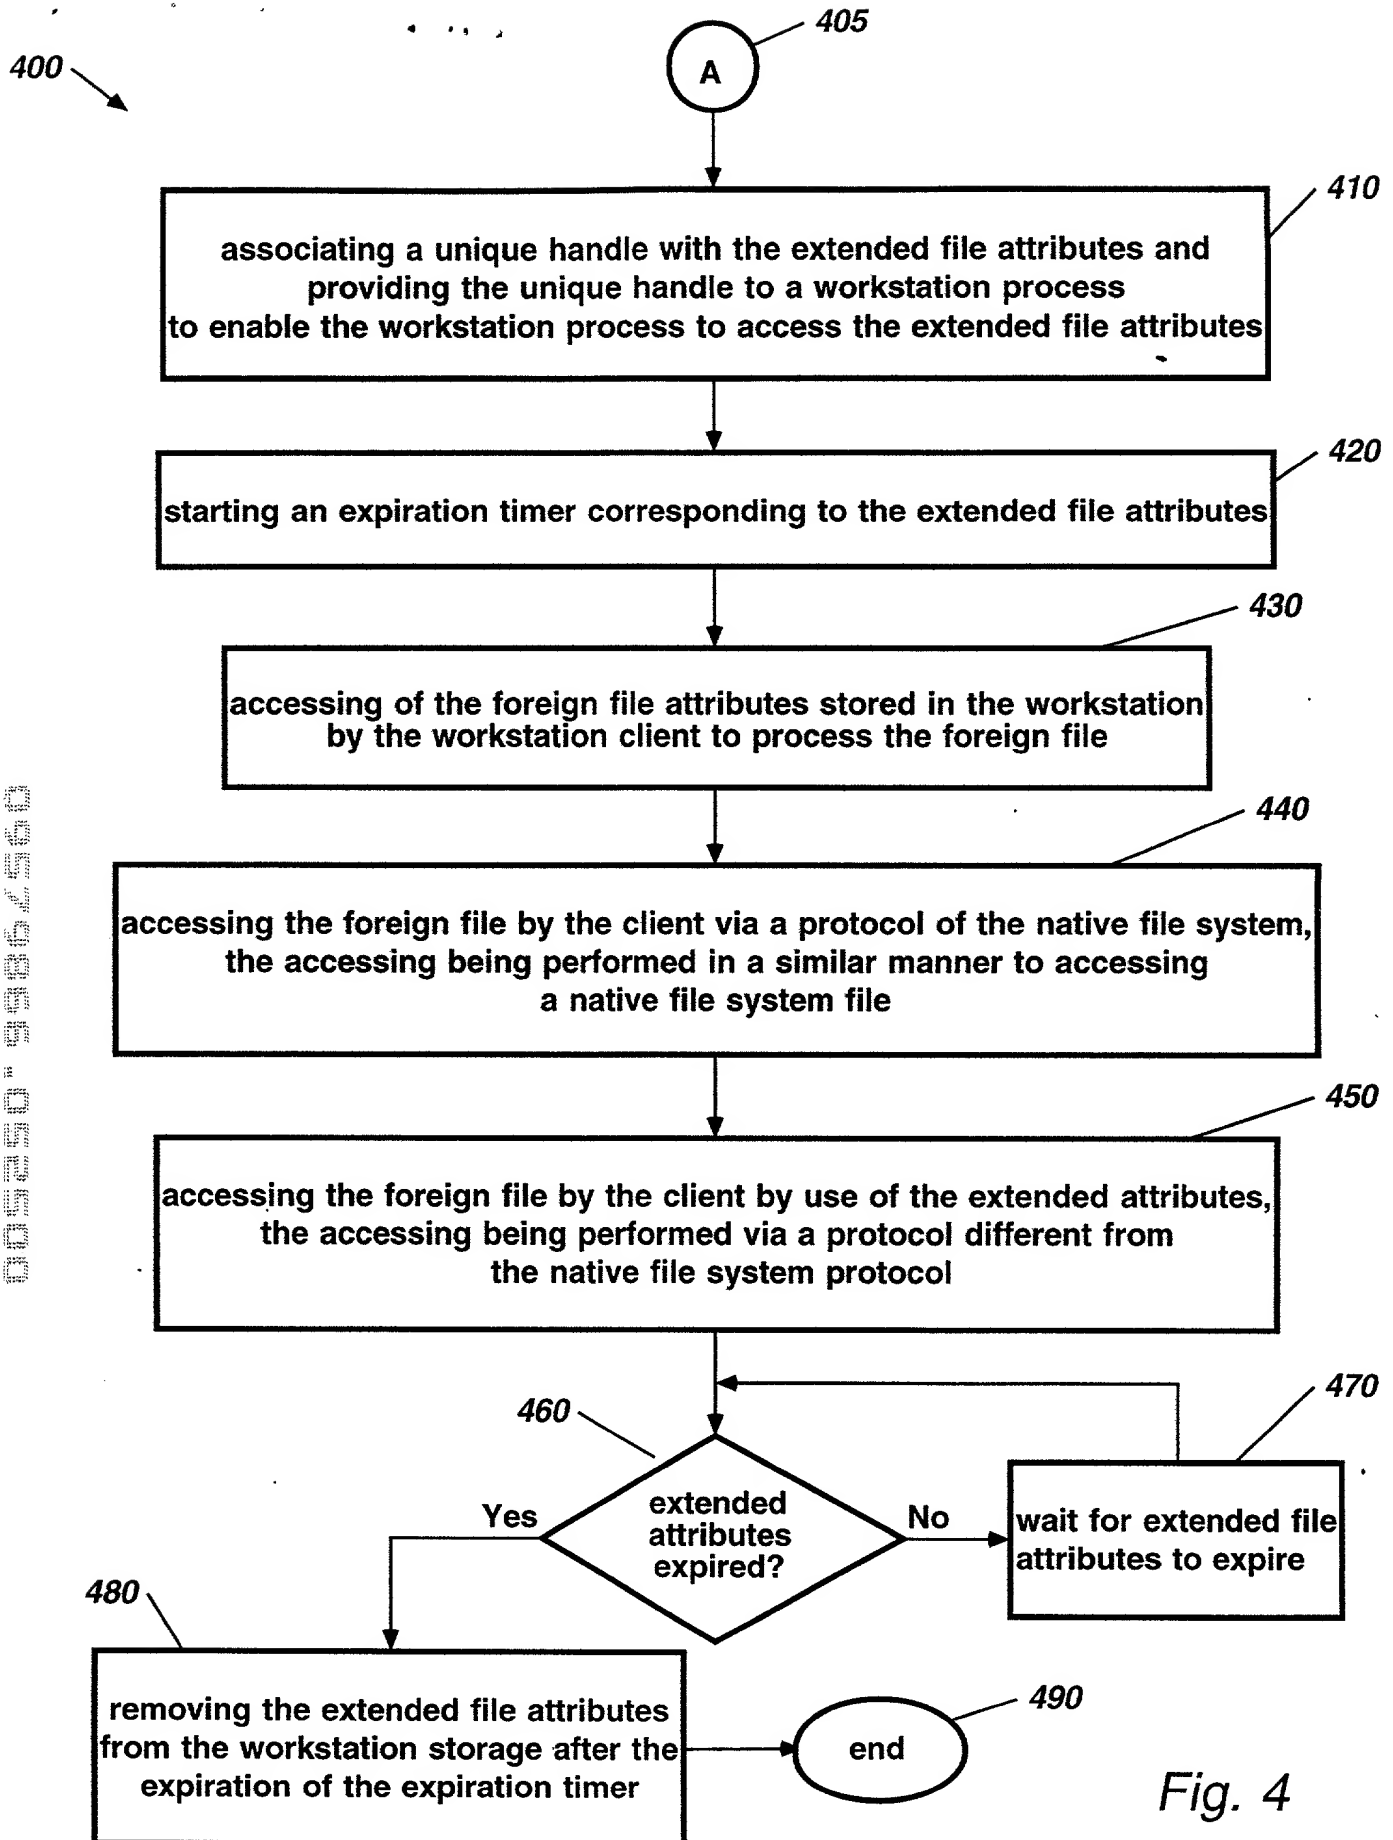 405
400
A
410
associating a unique handle with the extended file attributes and
providing the unique handle to a workstation process
to enable the workstation process to access the extended file attributes
420
starting an expiration timer corresponding to the extended file attributes
430
accessing of the foreign file attributes stored in the workstation
by the workstation client to process the foreign file
440
accessing the foreign file by the client via a protocol of the native file system,
the accessing being performed in a similar manner to accessing
a native file system file
450
accessing the foreign file by the client by use of the extended attributes,
the accessing being performed via a protocol different from
the native file system protocol
460
470
extended
attributes
expired?
Yes
No
wait for extended file
attributes to expire
480
removing the extended file attributes
from the workstation storage after the
expiration of the expiration timer
490
end
Fig. 4